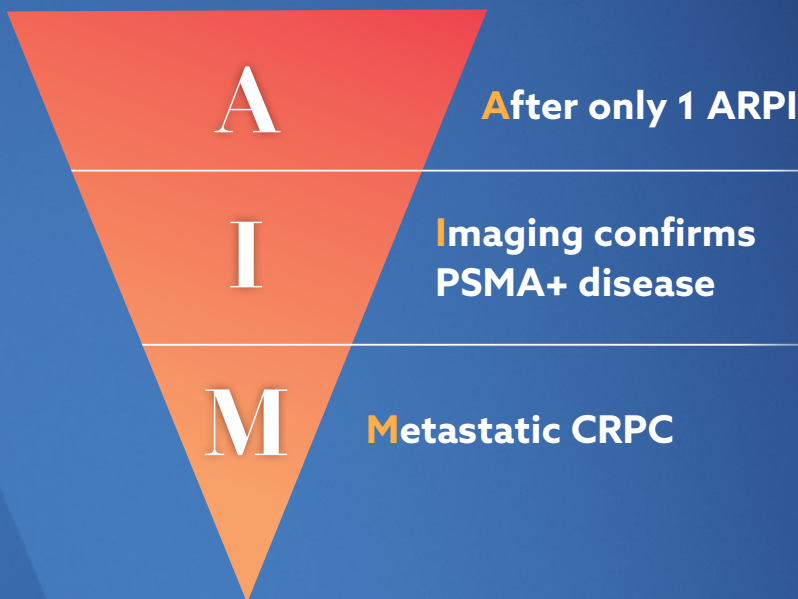 A
After only 1 ARPI
I
Imaging confirms
PSMA+ disease
M
Metastatic CRPC